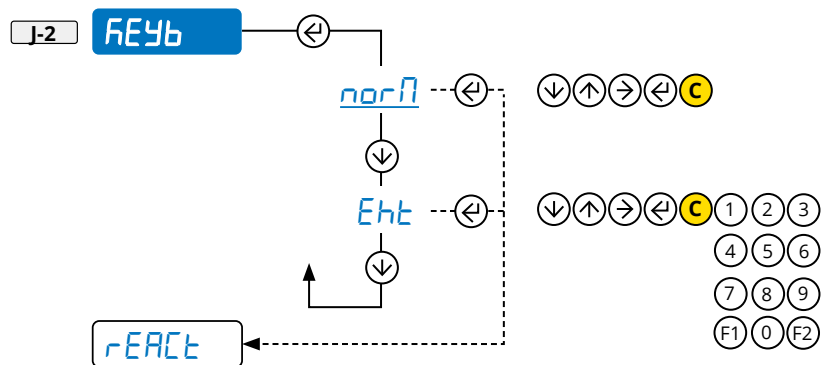 J-2 KEYb
norM C
EHt C 1 2 3
4 5 6
7 8 9
rEACt F1 0 F2